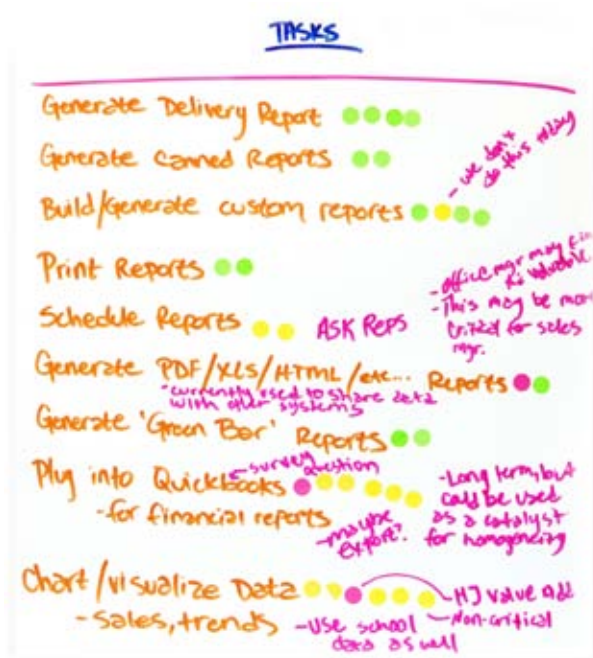 TASKS
Generate Delivery Report
Generate Canned Reports
- we don't
do this today
Build/Generate custom reports
Print Reports
- office mgr may
valuable
- This may be more
critical for sales
mgr.
Schedule Reports
ASK REPS
Generate PDF/XLS/HTML/etc... Reports
*currently used to share data
with other systems
Generate 'Green Bar' Reports
survey question
Plug into Quickbooks
- for financial reports
- maybe
export?
- Long term, but
could be used
as a catalyst
for homogenizing
Chart/visualize Data
- Sales, trends
- HJ value add
- Non-critical
- Use school
data as well